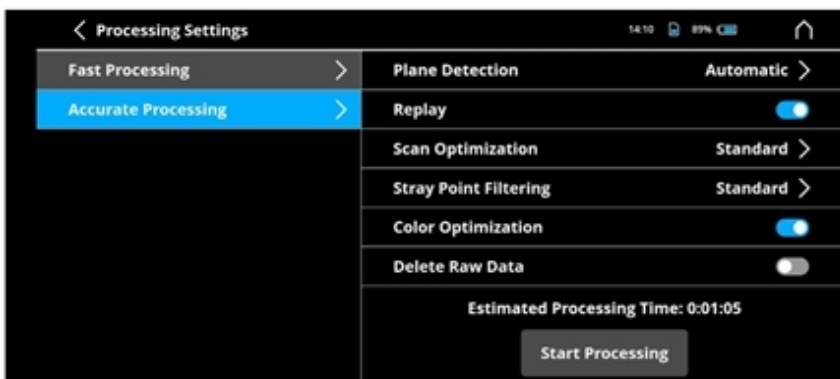 Processing Settings
14:10 89%
Fast Processing
Accurate Processing
Plane Detection Automatic
Replay
Scan Optimization Standard
Stray Point Filtering Standard
Color Optimization
Delete Raw Data
Estimated Processing Time: 0:01:05
Start Processing